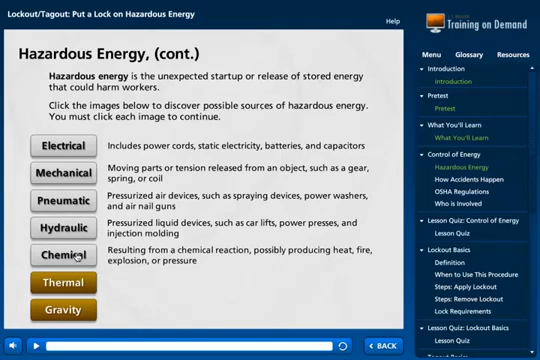 Lockout/Tagout: Put a Lock on Hazardous Energy
Help
Hazardous Energy, (cont.)
Hazardous energy is the unexpected startup or release of stored energy
that could harm workers.
Click the images below to discover possible sources of hazardous energy.
You must click each image to continue.
Electrical
Includes power cords, static electricity, batteries, and capacitors
Mechanical
Moving parts or tension released from an object, such as a gear,
spring, or coil
Pneumatic
Pressurized air devices, such as spraying devices, power washers,
and air nail guns
Hydraulic
Pressurized liquid devices, such as car lifts, power presses, and
injection molding
Chemical
Resulting from a chemical reaction, possibly producing heat, fire,
explosion, or pressure
Thermal
Gravity
BACK
Training on Demand
Menu Glossary Resources
Introduction
Introduction
Pretest
Pretest
What You'll Learn
What You'll Learn
Control of Energy
Hazardous Energy
How Accidents Happen
OSHA Regulations
Who is Involved
Lesson Quiz: Control of Energy
Lesson Quiz
Lockout Basics
Definition
When to Use This Procedure
Steps: Apply Lockout
Steps: Remove Lockout
Lock Requirements
Lesson Quiz: Lockout Basics
Lesson Quiz